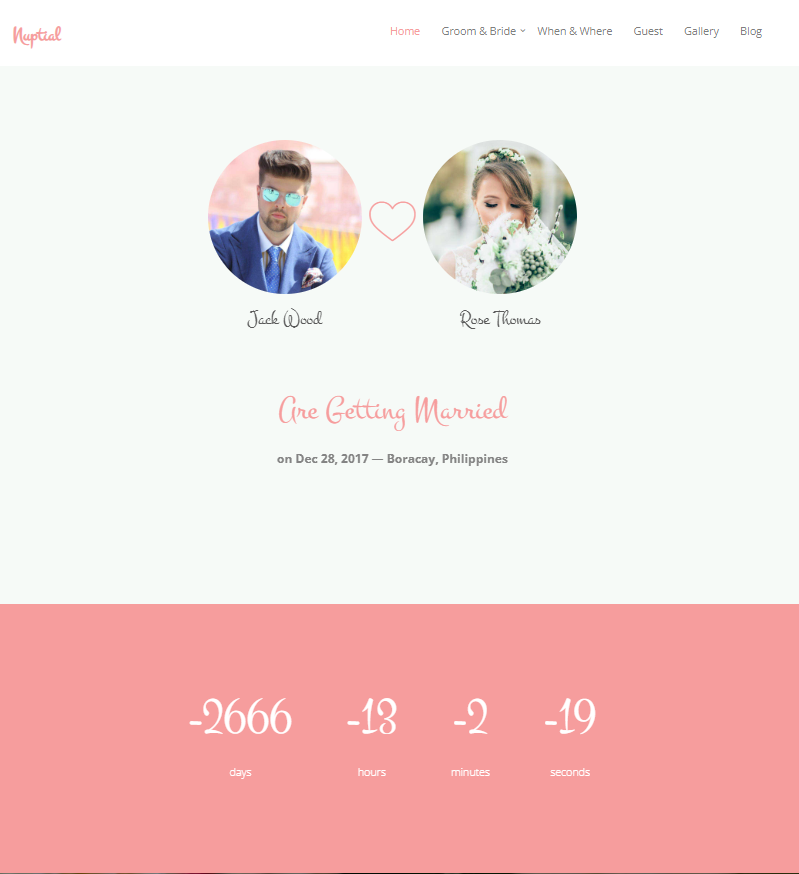 Nuptial
Home Groom & Bride When & Where Guest Gallery Blog
Jack Wood Rose Thomas
Are Getting Married
on Dec 28, 2017 — Boracay, Philippines
-2666 -13 -2 -19
days hours minutes seconds